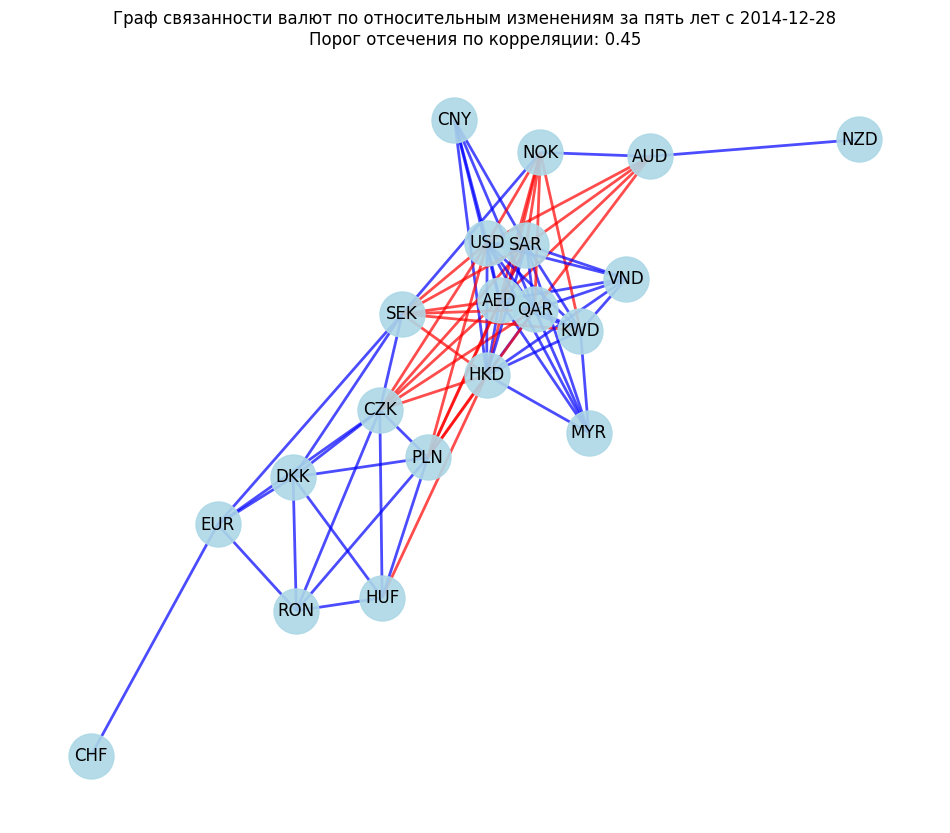 Граф связанности валют по относительным изменениям за пять лет с 2014-12-28
Порог отсечения по корреляции: 0.45
CNY
NZD
NOK
AUD
USD
SAR
VND
AED
QAR
SEK
KWD
HKD
CZK
MYR
PLN
DKK
EUR
HUF
RON
CHF